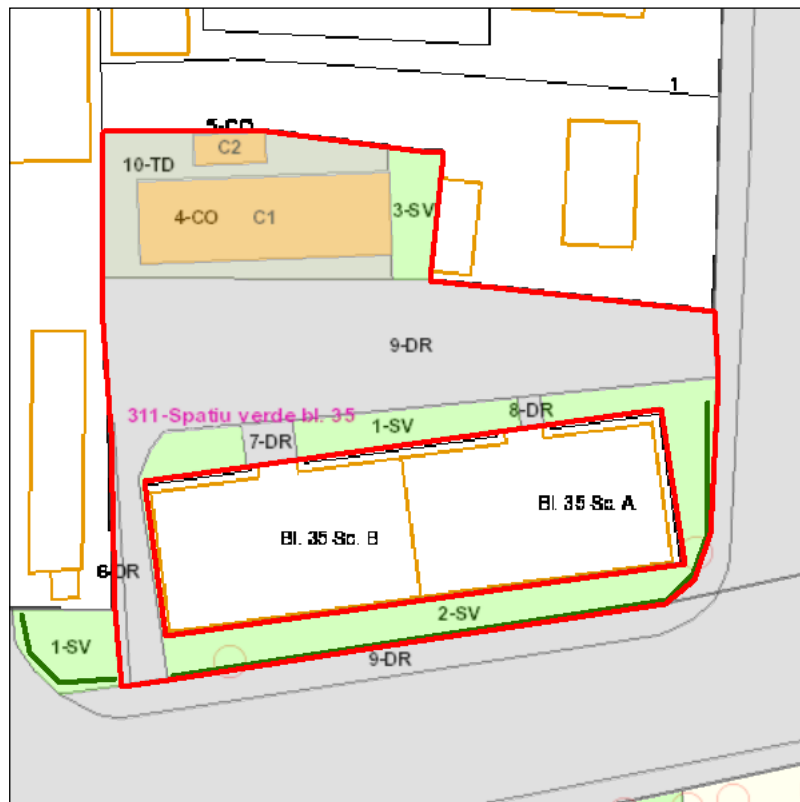 1
5-CO
C2
10-TD
4-CO
C1
3-SV
9-DR
311-Spatiu verde bl. 35
8-DR
1-SV
7-DR
Bl. 35 Sc. A
Bl. 35 Sc. B
6-DR
2-SV
1-SV
9-DR